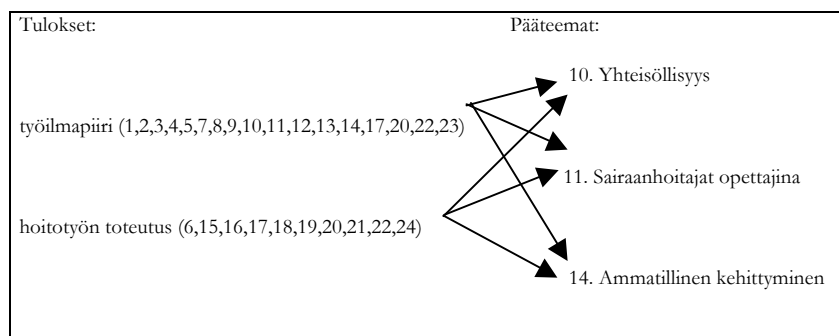 Tulokset: Pääteemat:
10. Yhteisöllisyys
työilmapiiri (1,2,3,4,5,7,8,9,10,11,12,13,14,17,20,22,23)
11. Sairaanhoitajat opettajina
hoitotyön toteutus (6,15,16,17,18,19,20,21,22,24)
14. Ammatillinen kehittyminen